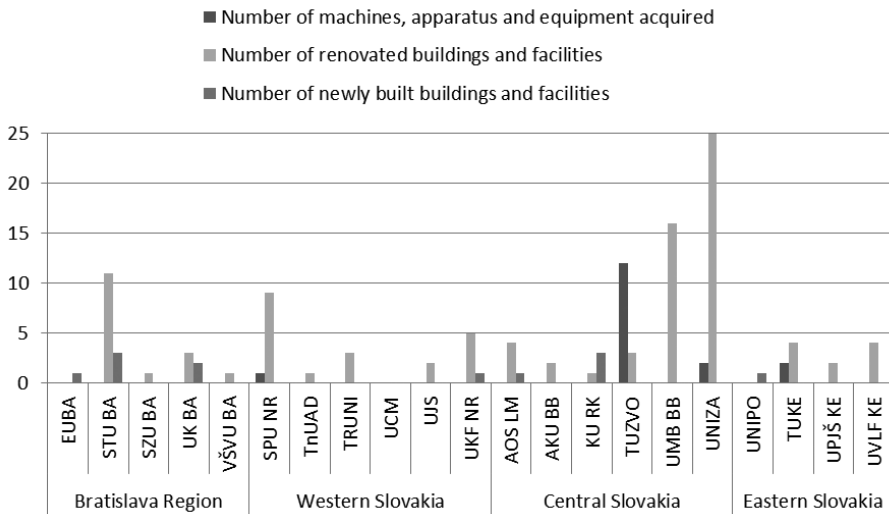 Number of machines, apparatus and equipment acquired
Number of renovated buildings and facilities
Number of newly built buildings and facilities
25
20
15
10
5
0
EUBA
STU BA
SZU BA
UK BA
VŠVU BA
SPU NR
TnUAD
TRUNI
UCM
UJS
UKF NR
AOS LM
AKU BB
KU RK
TUZVO
UMB BB
UNIZA
UNIPO
TUKE
UPJŠ KE
UVLF KE
Bratislava Region
Western Slovakia
Central Slovakia
Eastern Slovakia